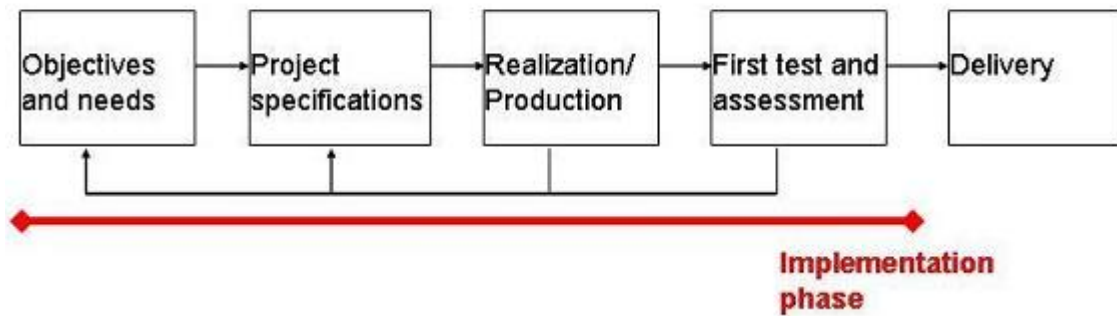 Objectives
and needs
Project
specifications
Realization/
Production
First test and
assessment
Delivery
Implementation
phase